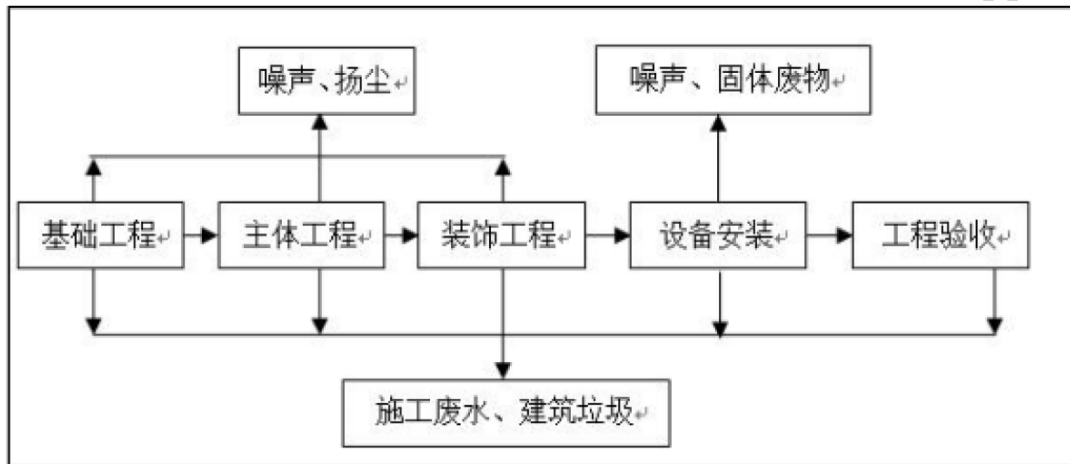 噪声、扬尘
噪声、固体废物
基础工程
主体工程
装饰工程
设备安装
工程验收
施工废水、建筑垃圾